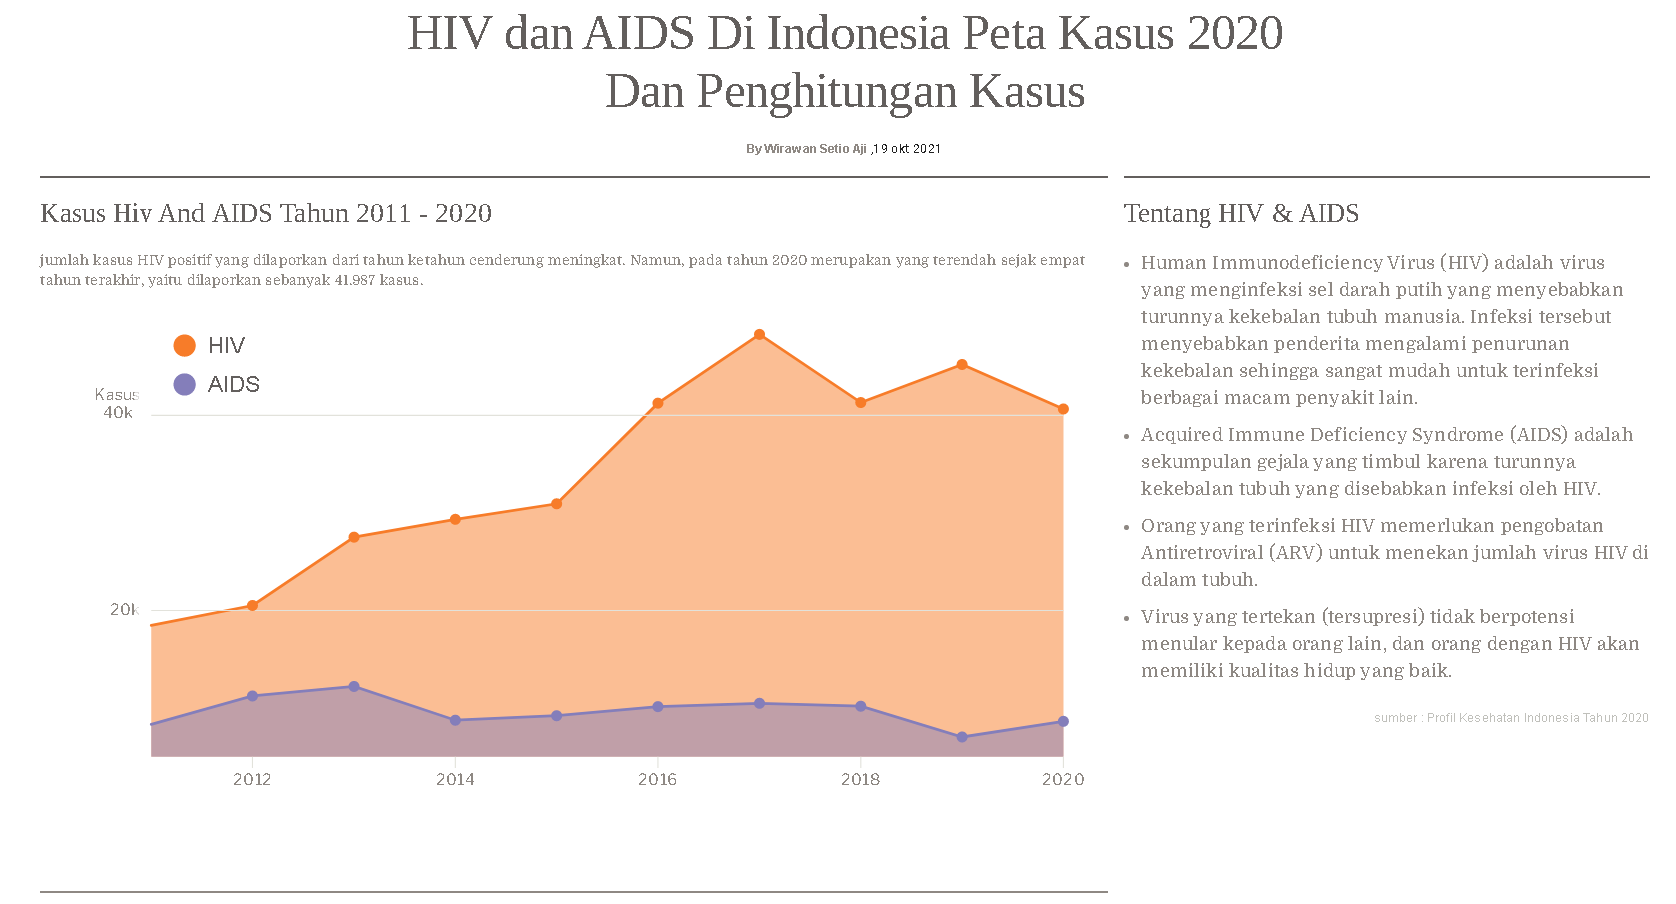 HIV dan AIDS Di Indonesia Peta Kasus 2020
Dan Penghitungan Kasus
By Wirawan Setio Aji ,19 okt 2021
Kasus Hiv And AIDS Tahun 2011 - 2020
jumlah kasus HIV positif yang dilaporkan dari tahun ketahun cenderung meningkat. Namun, pada tahun 2020 merupakan yang terendah sejak empat
tahun terakhir, yaitu dilaporkan sebanyak 41.987 kasus.
HIV
AIDS
Kasus
40k
20k
2012
2014
2016
2018
2020
Tentang HIV & AIDS
• Human Immunodeficiency Virus (HIV) adalah virus
yang menginfeksi sel darah putih yang menyebabkan
turunnya kekebalan tubuh manusia. Infeksi tersebut
menyebabkan penderita mengalami penurunan
kekebalan sehingga sangat mudah untuk terinfeksi
berbagai macam penyakit lain.
• Acquired Immune Deficiency Syndrome (AIDS) adalah
sekumpulan gejala yang timbul karena turunnya
kekebalan tubuh yang disebabkan infeksi oleh HIV.
• Orang yang terinfeksi HIV memerlukan pengobatan
Antiretroviral (ARV) untuk menekan jumlah virus HIV di
dalam tubuh.
• Virus yang tertekan (tersupresi) tidak berpotensi
menular kepada orang lain, dan orang dengan HIV akan
memiliki kualitas hidup yang baik.
sumber : Profil Kesehatan Indonesia Tahun 2020